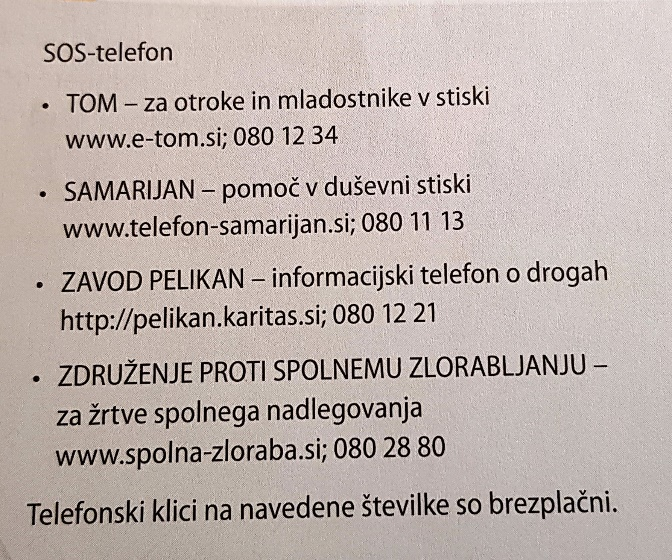 SOS-telefon
• TOM – za otroke in mladostnike v stiski
www.e-tom.si; 080 12 34
• SAMARIJAN – pomoč v duševni stiski
www.telefon-samarijan.si; 080 11 13
• ZAVOD PELIKAN – informacijski telefon o drogah
http://pelikan.karitas.si; 080 12 21
• ZDRUŽENJE PROTI SPOLNEMU ZLORABLJANJU –
za žrtve spolnega nadlegovanja
www.spolna-zloraba.si; 080 28 80
Telefonski klici na navedene številke so brezplačni.